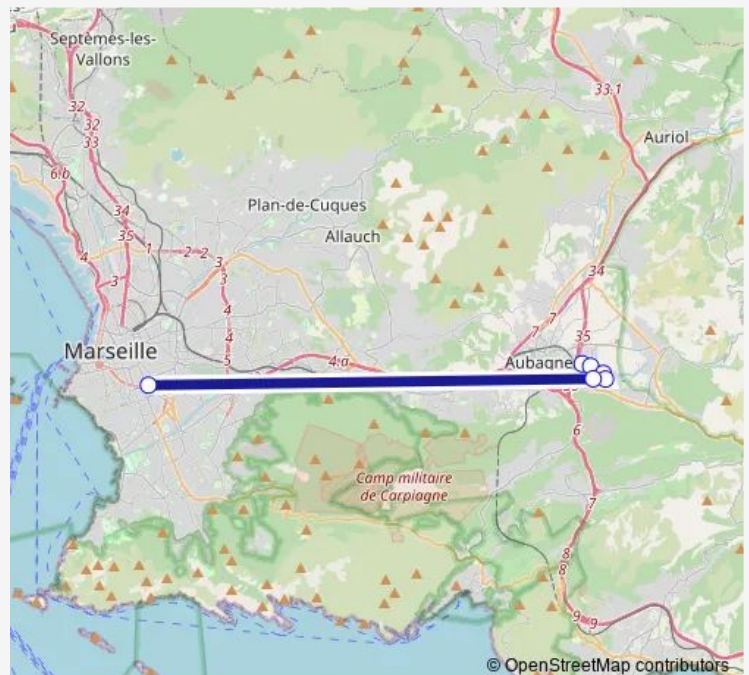 Septèmes-les-
Vallons
33.1
32
32
33
Auriol
6.b
Plan-de-Cuques
34
35
1
2
2
3
Allauch
4
3
3
34
4
7
7
4
35
Marseille
5
4.a
Aubagne
6
Camp militaire
de Carpiagne
7
8
8
9
9
© OpenStreetMap contributors